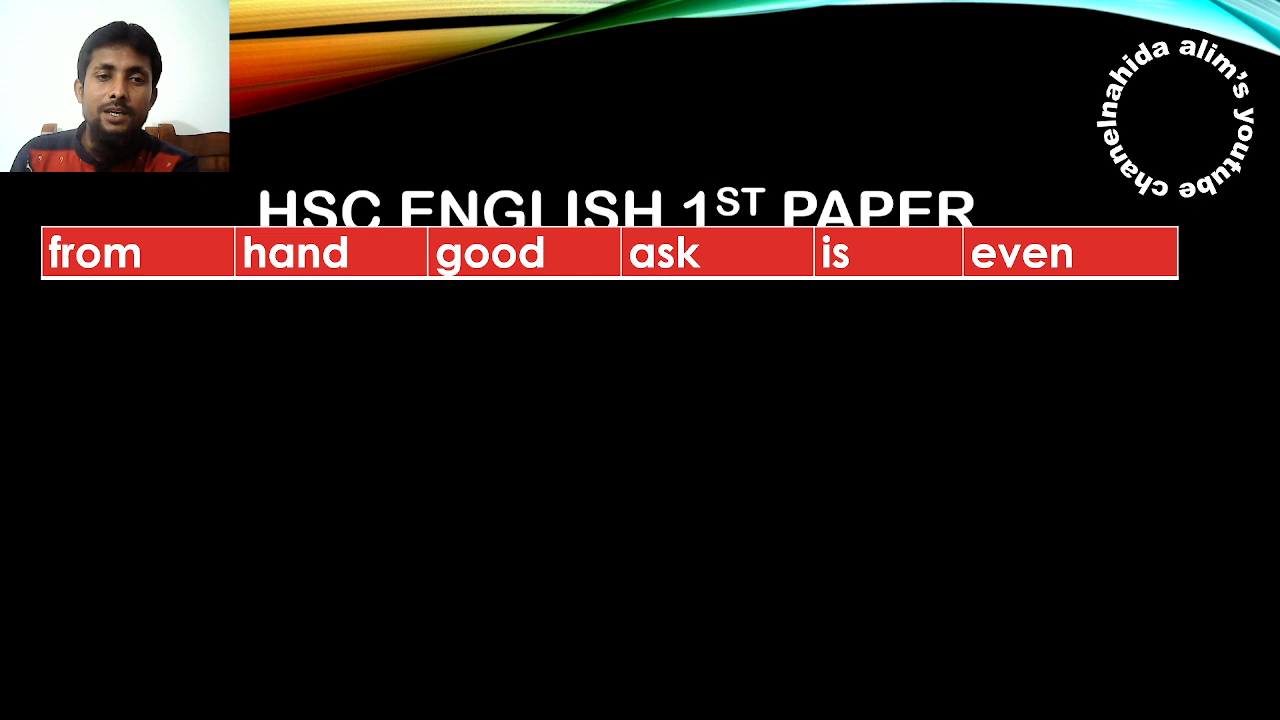 nahida alim's youtube chanel
HSC ENGLISH 1ST PAPER
from hand good ask is even